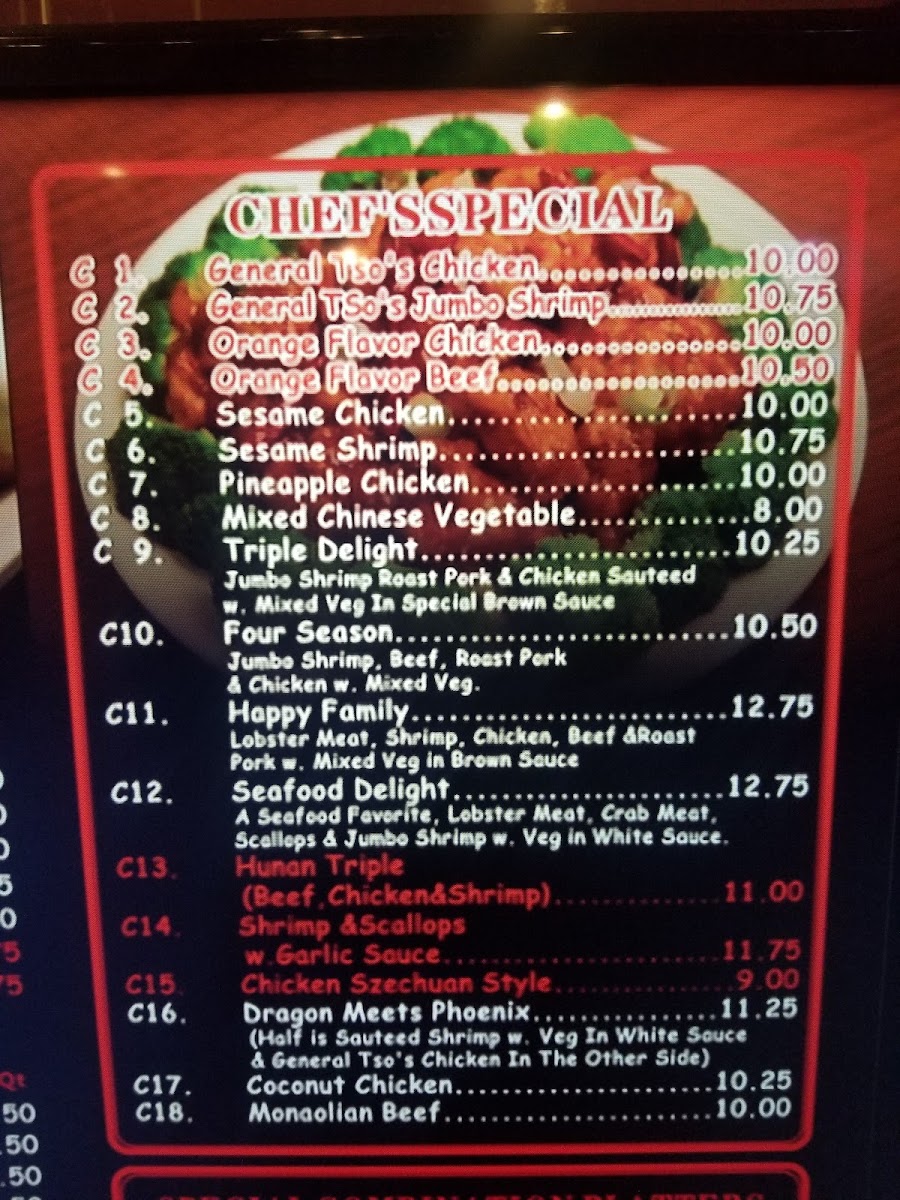 CHEF'SSPECIAL
C 1. General Tso's Chicken................10.00
C 2. General TSo's Jumbo Shrimp................10.75
C 3. Orange Flavor Chicken................10.00
C 4. Orange Flavor Beef....................10.50
C 5. Sesame Chicken.......................10.00
C 6. Sesame Shrimp........................10.75
C 7. Pineapple Chicken.....................10.00
C 8. Mixed Chinese Vegetable.............8.00
C 9. Triple Delight.........................10.25
Jumbo Shrimp Roast Pork & Chicken Sauteed
w. Mixed Veg In Special Brown Sauce
C10. Four Season...........................10.50
Jumbo Shrimp, Beef, Roast Pork
& Chicken w. Mixed Veg.
C11. Happy Family.........................12.75
Lobster Meat, Shrimp, Chicken, Beef &Roast
Pork w. Mixed Veg in Brown Sauce
C12. Seafood Delight......................12.75
A Seafood Favorite, Lobster Meat, Crab Meat,
Scallops & Jumbo Shrimp w. Veg in White Sauce.
C13. Hunan Triple
(Beef,Chicken&Shrimp)..............11.00
C14. Shrimp &Scallops
w.Garlic Sauce.......................11.75
C15. Chicken Szechuan Style...............9.00
C16. Dragon Meets Phoenix................11.25
(Half is Sauteed Shrimp w. Veg In White Sauce
& General Tso's Chicken In The Other Side)
C17. Coconut Chicken......................10.25
C18. Monaolian Beef.......................10.00
Qt
.50
.50
.50